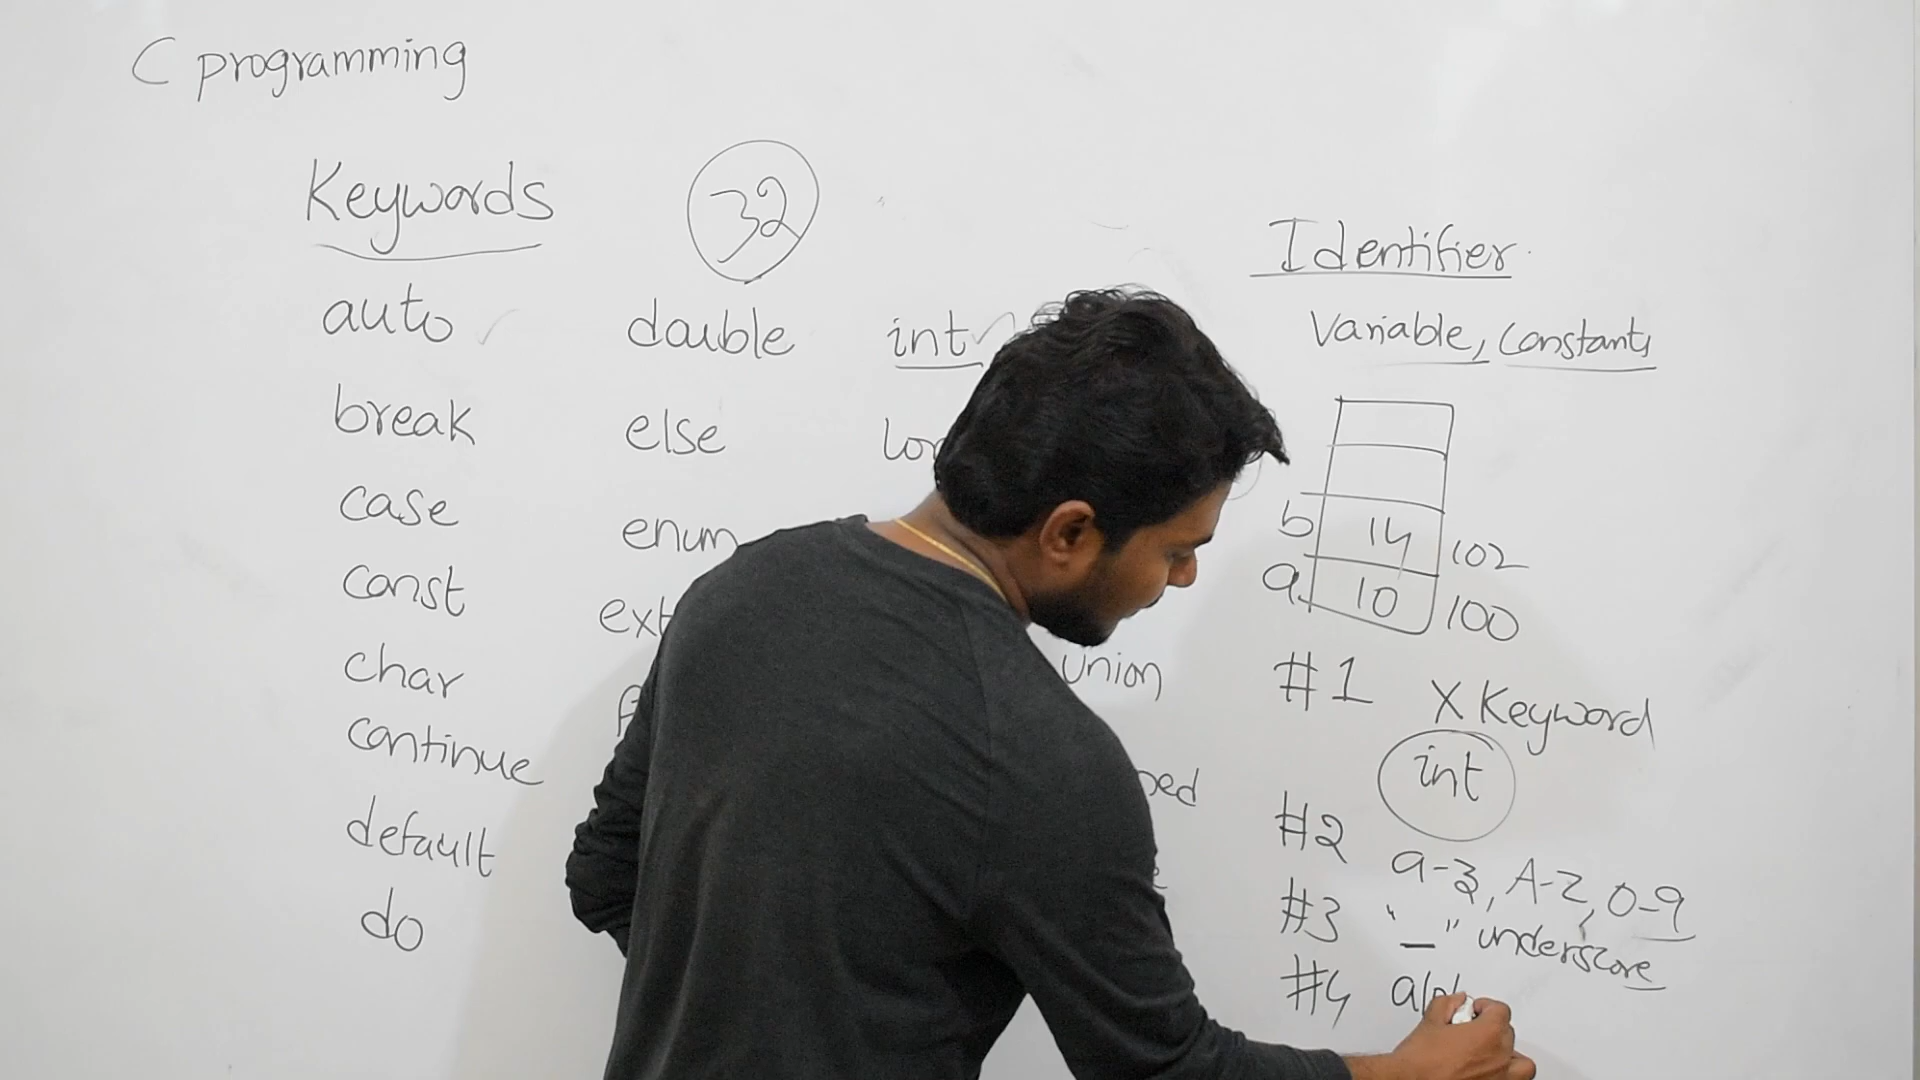 C programming
Keywords 32
auto double int
break else
case enum
const
char union
continue
default
do
Identifier
Variable, Constants
b 14 102
a 10 100
#1 X Keyword
int
#2 a-z, A-Z, 0-9
#3 "_" underscore
#4